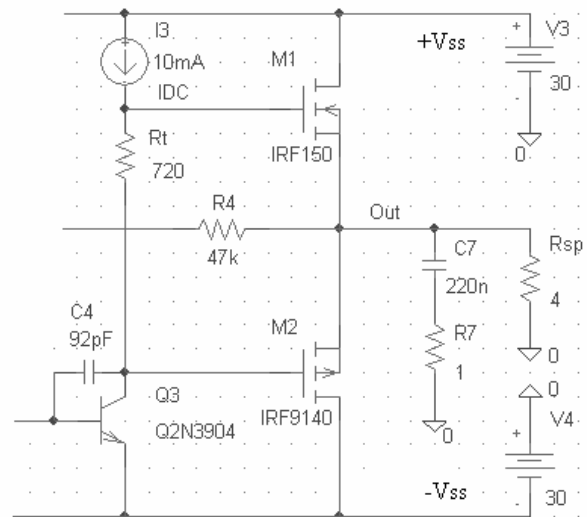 I3
10mA
IDC
M1
IRF150
+Vss
V3
+
30
-
0
Rt
720
R4
47k
Out
C7
220n
Rsp
4
0
C4
92pF
M2
IRF9140
R7
1
0
0
Q3
Q2N3904
V4
+
-Vss
30
-